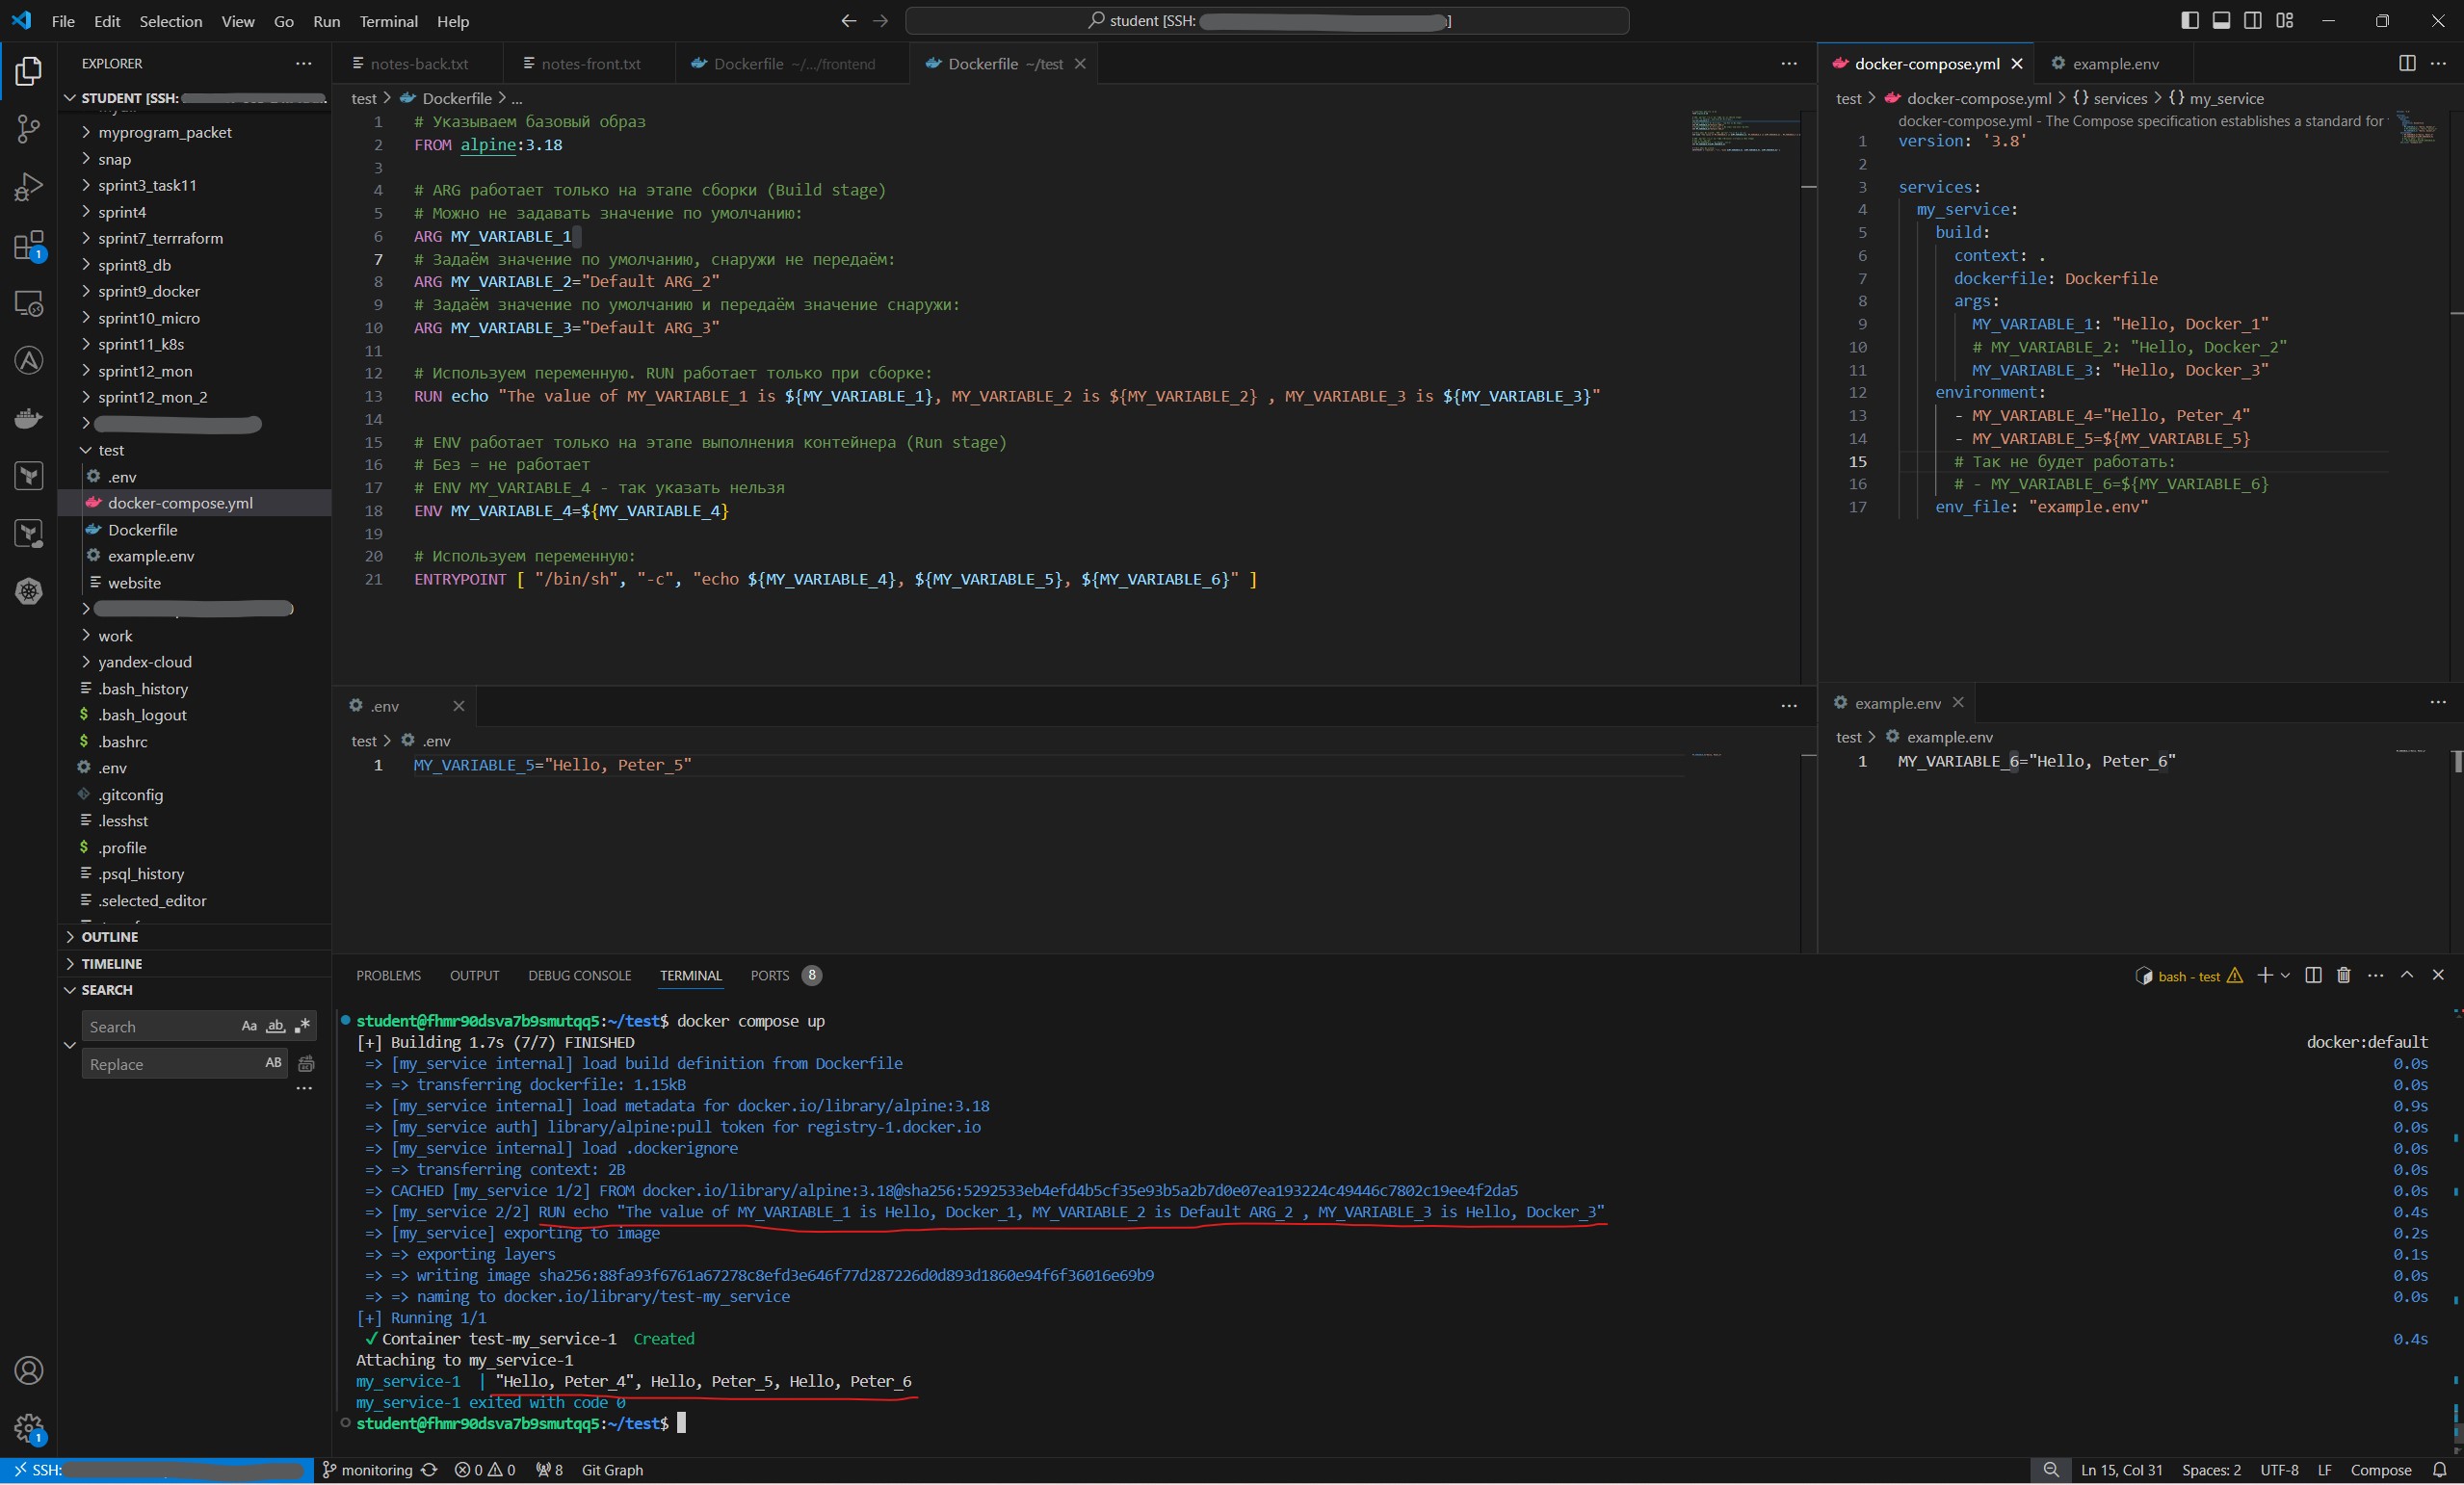 File Edit Selection View Go Run Terminal Help
student [SSH: ]
EXPLORER
STUDENT [SSH:
myprogram_packet
snap
sprint3_task11
sprint4
sprint7_terrraform
sprint8_db
sprint9_docker
sprint10_micro
sprint11_k8s
sprint12_mon
sprint12_mon_2
test
.env
docker-compose.yml
Dockerfile
example.env
website
work
yandex-cloud
.bash_history
.bash_logout
.bashrc
.env
.gitconfig
.lesshst
.profile
.psql_history
.selected_editor
OUTLINE
TIMELINE
SEARCH
Search Aa ab
Replace AB
1
1
notes-back.txt notes-front.txt Dockerfile ~/.../frontend Dockerfile ~/test
test > Dockerfile > ...
1 # Указываем базовый образ
2 FROM alpine:3.18
3
4 # ARG работает только на этапе сборки (Build stage)
5 # Можно не задавать значение по умолчанию:
6 ARG MY_VARIABLE_1
7 # Задаём значение по умолчанию, снаружи не передаём:
8 ARG MY_VARIABLE_2="Default ARG_2"
9 # Задаём значение по умолчанию и передаём значение снаружи:
10 ARG MY_VARIABLE_3="Default ARG_3"
11
12 # Используем переменную. RUN работает только при сборке:
13 RUN echo "The value of MY_VARIABLE_1 is ${MY_VARIABLE_1}, MY_VARIABLE_2 is ${MY_VARIABLE_2} , MY_VARIABLE_3 is ${MY_VARIABLE_3}"
14
15 # ENV работает только на этапе выполнения контейнера (Run stage)
16 # Без = не работает
17 # ENV MY_VARIABLE_4 - так указать нельзя
18 ENV MY_VARIABLE_4=${MY_VARIABLE_4}
19
20 # Используем переменную:
21 ENTRYPOINT [ "/bin/sh", "-c", "echo ${MY_VARIABLE_4}, ${MY_VARIABLE_5}, ${MY_VARIABLE_6}" ]
docker-compose.yml example.env
test > docker-compose.yml > {} services > {} my_service
docker-compose.yml - The Compose specification establishes a standard for
1 version: '3.8'
2
3 services:
4 my_service:
5 build:
6 context: .
7 dockerfile: Dockerfile
8 args:
9 MY_VARIABLE_1: "Hello, Docker_1"
10 # MY_VARIABLE_2: "Hello, Docker_2"
11 MY_VARIABLE_3: "Hello, Docker_3"
12 environment:
13 - MY_VARIABLE_4="Hello, Peter_4"
14 - MY_VARIABLE_5=${MY_VARIABLE_5}
15 # Так не будет работать:
16 # - MY_VARIABLE_6=${MY_VARIABLE_6}
17 env_file: "example.env"
.env
test > .env
1 MY_VARIABLE_5="Hello, Peter_5"
example.env
test > example.env
1 MY_VARIABLE_6="Hello, Peter_6"
PROBLEMS OUTPUT DEBUG CONSOLE TERMINAL PORTS 8
bash - test
student@fhmr90dsva7b9smutqq5:~/test$ docker compose up
[+] Building 1.7s (7/7) FINISHED docker:default
=> [my_service internal] load build definition from Dockerfile 0.0s
=> => transferring dockerfile: 1.15kB 0.0s
=> [my_service internal] load metadata for docker.io/library/alpine:3.18 0.9s
=> [my_service auth] library/alpine:pull token for registry-1.docker.io 0.0s
=> [my_service internal] load .dockerignore 0.0s
=> => transferring context: 2B 0.0s
=> CACHED [my_service 1/2] FROM docker.io/library/alpine:3.18@sha256:5292533eb4efd4b5cf35e93b5a2b7d0e07ea193224c49446c7802c19ee4f2da5 0.0s
=> [my_service 2/2] RUN echo "The value of MY_VARIABLE_1 is Hello, Docker_1, MY_VARIABLE_2 is Default ARG_2 , MY_VARIABLE_3 is Hello, Docker_3" 0.4s
=> [my_service] exporting to image 0.2s
=> => exporting layers 0.1s
=> => writing image sha256:88fa93f6761a67278c8efd3e646f77d287226d0d893d1860e94f6f36016e69b9 0.0s
=> => naming to docker.io/library/test-my_service 0.0s
[+] Running 1/1
✓ Container test-my_service-1 Created 0.4s
Attaching to my_service-1
my_service-1 | "Hello, Peter_4", Hello, Peter_5, Hello, Peter_6
my_service-1 exited with code 0
student@fhmr90dsva7b9smutqq5:~/test$
SSH: monitoring 0 0 8 Git Graph Ln 15, Col 31 Spaces: 2 UTF-8 LF Compose